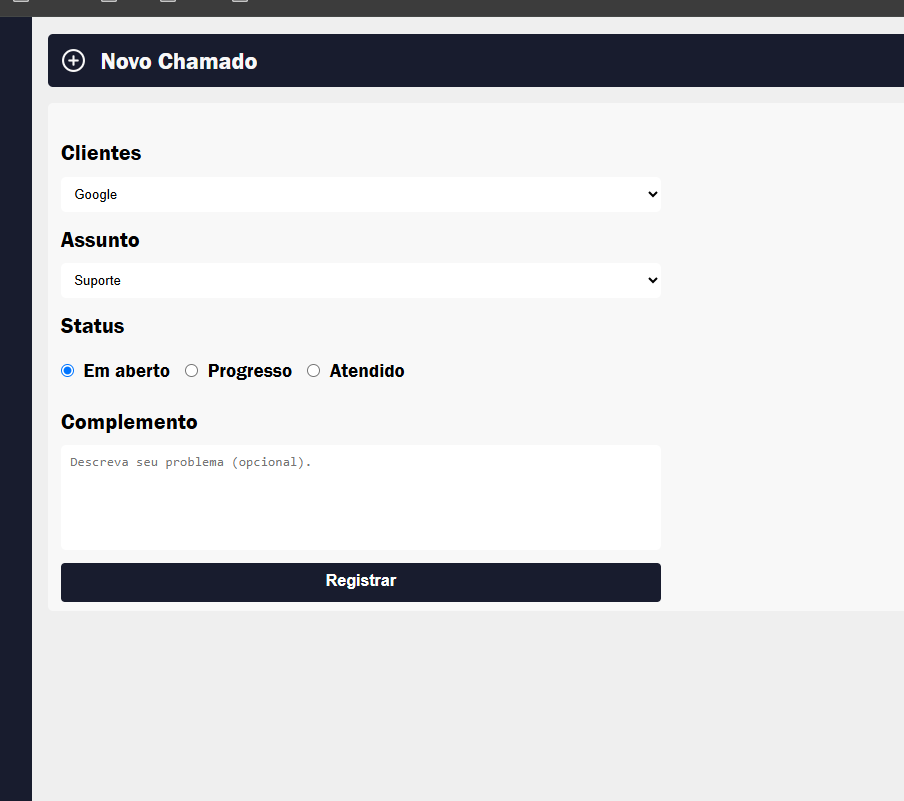 Novo Chamado
Clientes
Google
Assunto
Suporte
Status
Em aberto Progresso Atendido
Complemento
Descreva seu problema (opcional).
Registrar